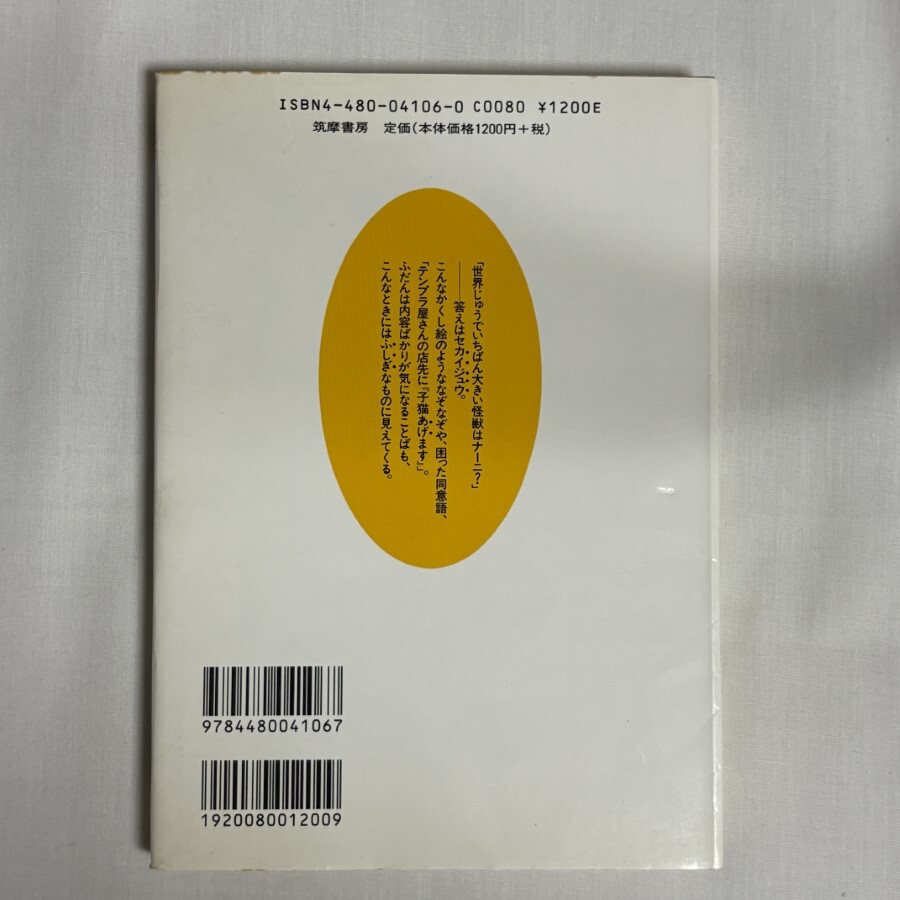 ISBN4-480-04106-0 C0080 ¥1200E
筑摩書房 定価(本体価格1200円+税)
「世界じゅうでいちばん大きい怪獣はナーニ?」
――答えはセカイジュウ。
こんなかくし絵のようななぞなぞや、困った同意語、
「テンプラ屋さんの店先に『子猫あげます』」。
ふだんは内容ばかりが気になることばも、
こんなときにはふしぎなものに見えてくる。
9784480041067
1920080012009